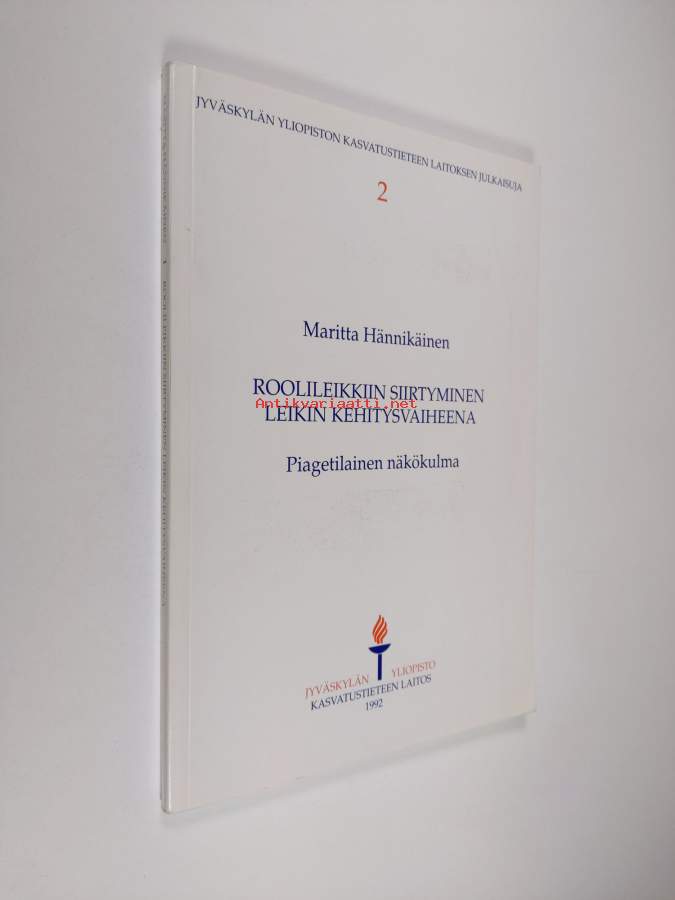 JYVÄSKYLÄN YLIOPISTON KASVATUSTIETEEN LAITOKSEN JULKAISUJA
2
Maritta Hännikäinen
ROOLILEIKKIIN SIIRTYMINEN
Antikvariaatti.net
LEIKIN KEHITYSVAIHEENA
Piagetilainen näkökulma
JYVÄSKYLÄN YLIOPISTO
KASVATUSTIETEEN LAITOS
1992